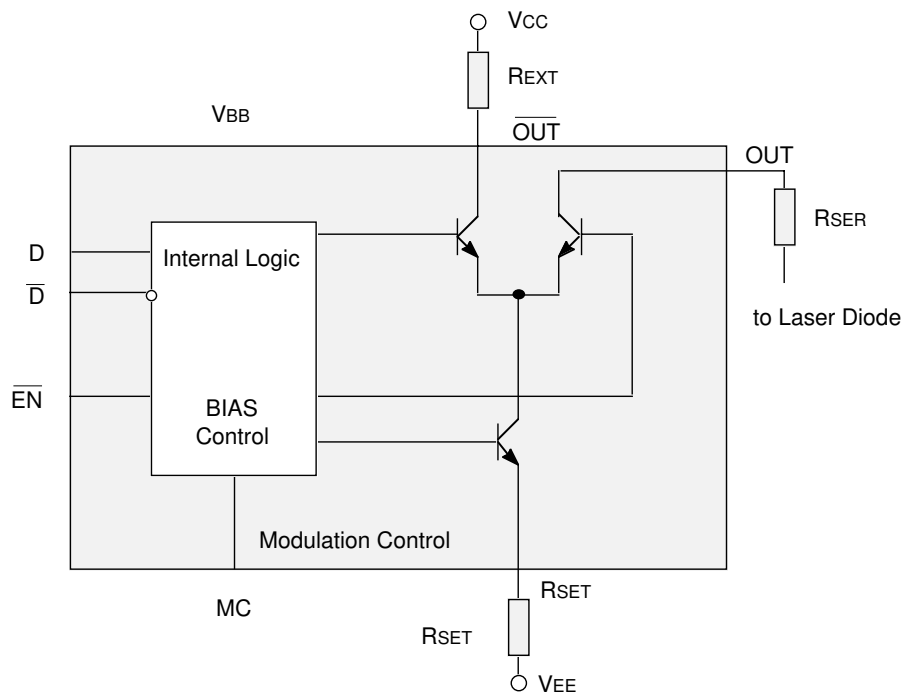 VCC
REXT
VBB
OUT
OUT
RSER
D
Internal Logic
D
to Laser Diode
EN
BIAS
Control
Modulation Control
MC
RSET
RSET
VEE